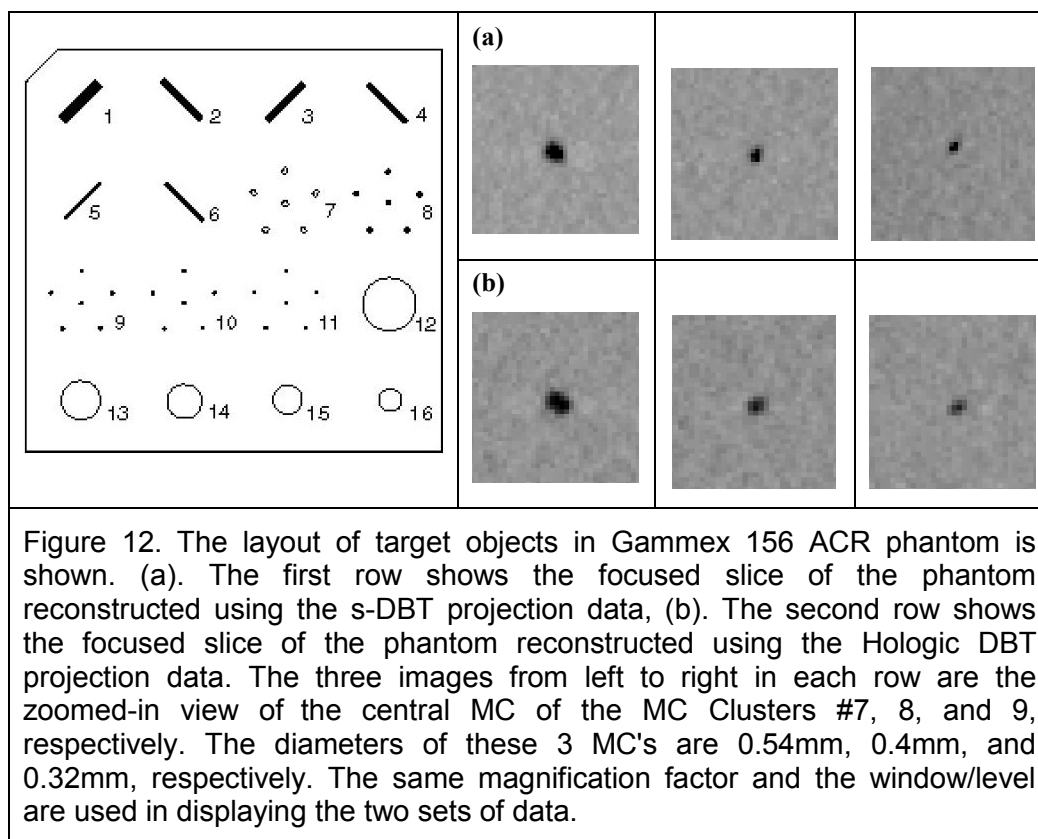 1 2 3 4
5 6 7 8
9 10 11 12
13 14 15 16
(a)
(b)
Figure 12. The layout of target objects in Gammex 156 ACR phantom is
shown. (a). The first row shows the focused slice of the phantom
reconstructed using the s-DBT projection data, (b). The second row shows
the focused slice of the phantom reconstructed using the Hologic DBT
projection data. The three images from left to right in each row are the
zoomed-in view of the central MC of the MC Clusters #7, 8, and 9,
respectively. The diameters of these 3 MC's are 0.54mm, 0.4mm, and
0.32mm, respectively. The same magnification factor and the window/level
are used in displaying the two sets of data.